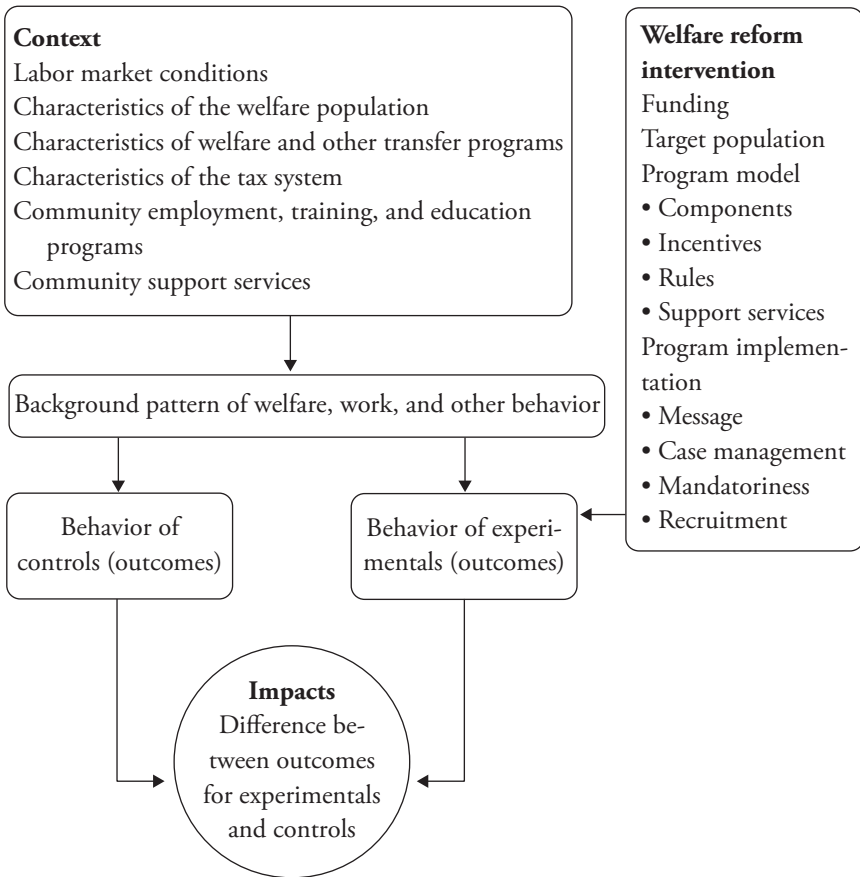 Context
Labor market conditions
Characteristics of the welfare population
Characteristics of welfare and other transfer programs
Characteristics of the tax system
Community employment, training, and education
programs
Community support services
Welfare reform
intervention
Funding
Target population
Program model
• Components
• Incentives
• Rules
• Support services
Program implemen-
tation
• Message
• Case management
• Mandatoriness
• Recruitment
Background pattern of welfare, work, and other behavior
Behavior of
controls (outcomes)
Behavior of experi-
mentals (outcomes)
Impacts
Difference be-
tween outcomes
for experimentals
and controls